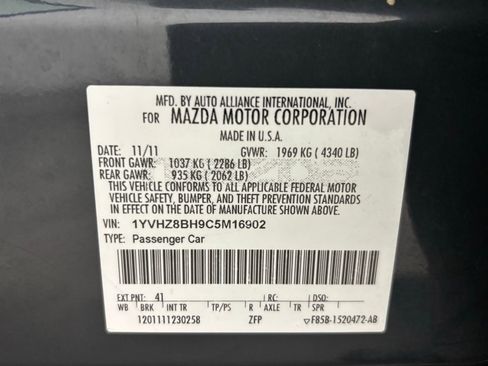 MFD. BY AUTO ALLIANCE INTERNATIONAL, INC.
FOR MAZDA MOTOR CORPORATION
MADE IN U.S.A.
DATE: 11/11 GVWR: 1969 KG ( 4340 LB)
FRONT GAWR: 1037 KG ( 2286 LB)
REAR GAWR: 935 KG ( 2062 LB)
THIS VEHICLE CONFORMS TO ALL APPLICABLE FEDERAL MOTOR
VEHICLE SAFETY, BUMPER, AND THEFT PREVENTION STANDARDS
IN EFFECT ON THE DATE OF MANUFACTURE SHOWN ABOVE.
VIN: 1YVHZ8BH9C5M16902
TYPE: Passenger Car
EXT PNT: 41 RC: DSO:
WB BRK INT TR TP/PS R AXLE TR SPR
1201111230258 ZFP F85B-1520472-AB